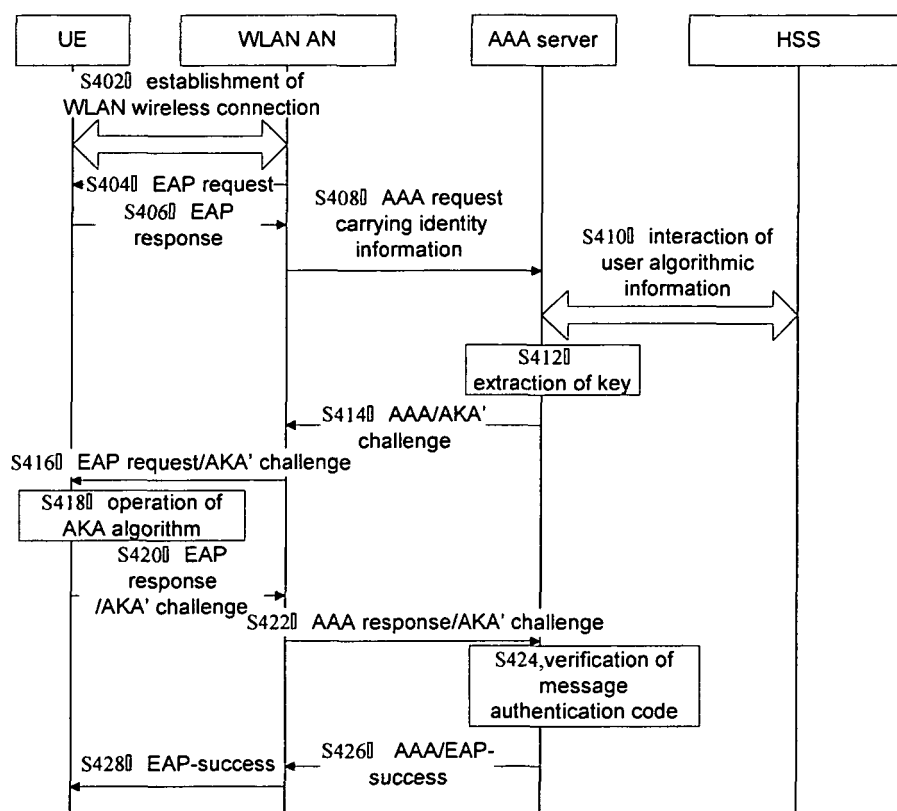 UE
WLAN AN
AAA server
HSS
S402▯ establishment of
WLAN wireless connection
S404▯ EAP request
S406▯ EAP
response
S408▯ AAA request
carrying identity
information
S410▯ interaction of
user algorithmic
information
S412▯
extraction of key
S414▯ AAA/AKA'
challenge
S416▯ EAP request/AKA' challenge
S418▯ operation of
AKA algorithm
S420▯ EAP
response
/AKA' challenge
S422▯ AAA response/AKA' challenge
S424,verification of
message
authentication code
S426▯ AAA/EAP-
success
S428▯ EAP-success